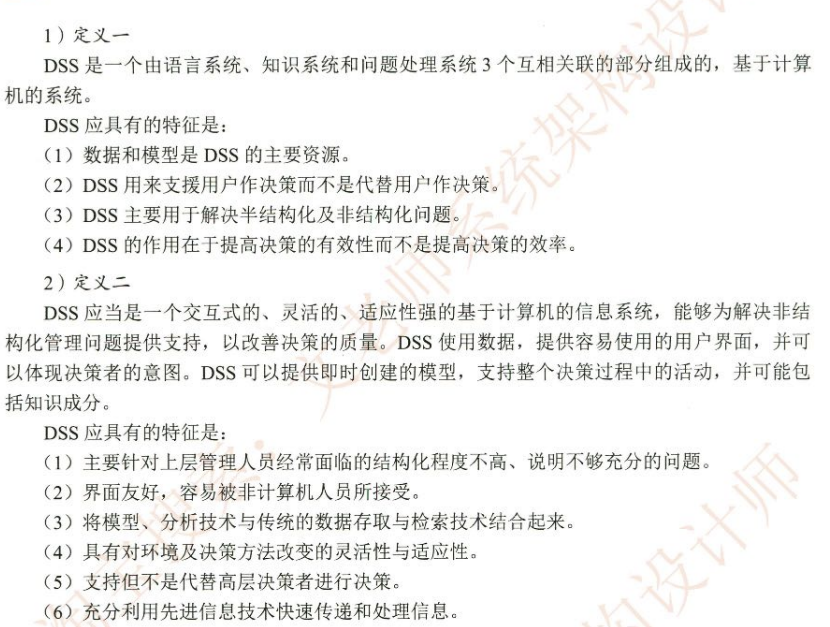 1）定义一
DSS 是一个由语言系统、知识系统和问题处理系统 3 个互相关联的部分组成的，基于计算
机的系统。
DSS 应具有的特征是：
（1）数据和模型是 DSS 的主要资源。
（2）DSS 用来支援用户作决策而不是代替用户作决策。
（3）DSS 主要用于解决半结构化及非结构化问题。
（4）DSS 的作用在于提高决策的有效性而不是提高决策的效率。
2）定义二
DSS 应当是一个交互式的、灵活的、适应性强的基于计算机的信息系统，能够为解决非结
构化管理问题提供支持，以改善决策的质量。DSS 使用数据，提供容易使用的用户界面，并可
以体现决策者的意图。DSS 可以提供即时创建的模型，支持整个决策过程中的活动，并可能包
括知识成分。
DSS 应具有的特征是：
（1）主要针对上层管理人员经常面临的结构化程度不高、说明不够充分的问题。
（2）界面友好，容易被非计算机人员所接受。
（3）将模型、分析技术与传统的数据存取与检索技术结合起来。
（4）具有对环境及决策方法改变的灵活性与适应性。
（5）支持但不是代替高层决策者进行决策。
（6）充分利用先进信息技术快速传递和处理信息。